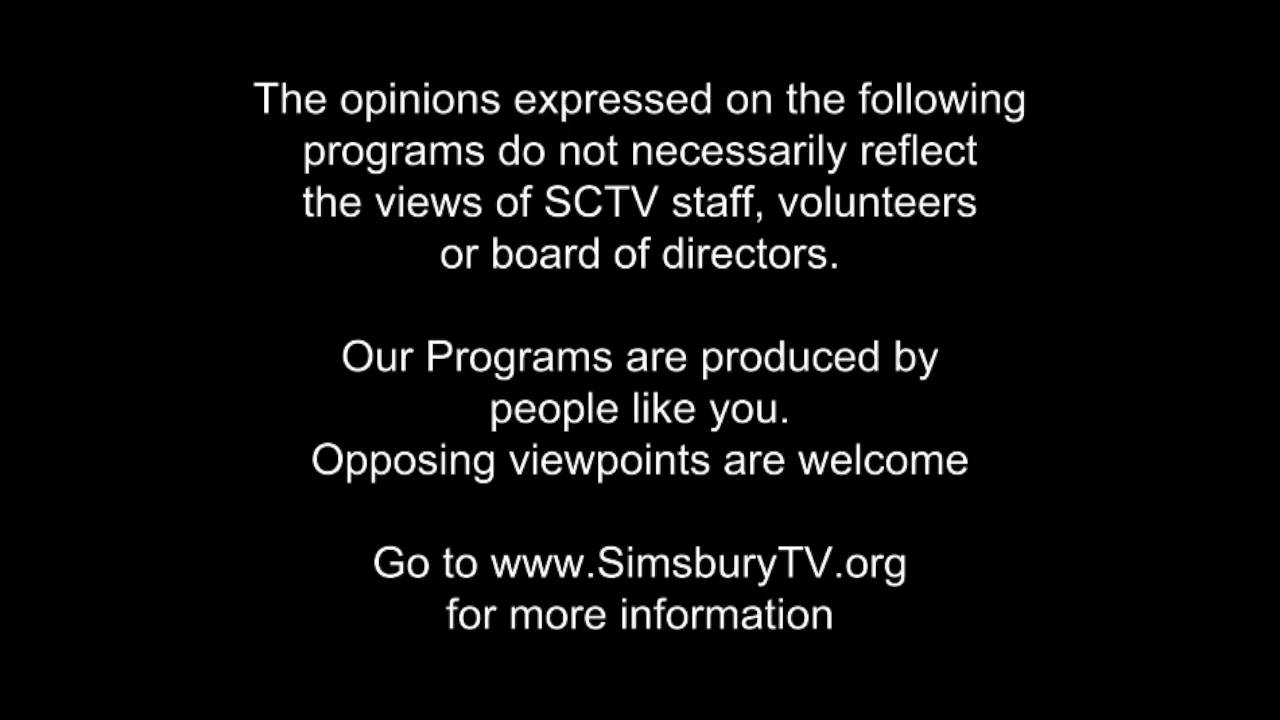 The opinions expressed on the following
programs do not necessarily reflect
the views of SCTV staff, volunteers
or board of directors.
Our Programs are produced by
people like you.
Opposing viewpoints are welcome
Go to www.SimsburyTV.org
for more information